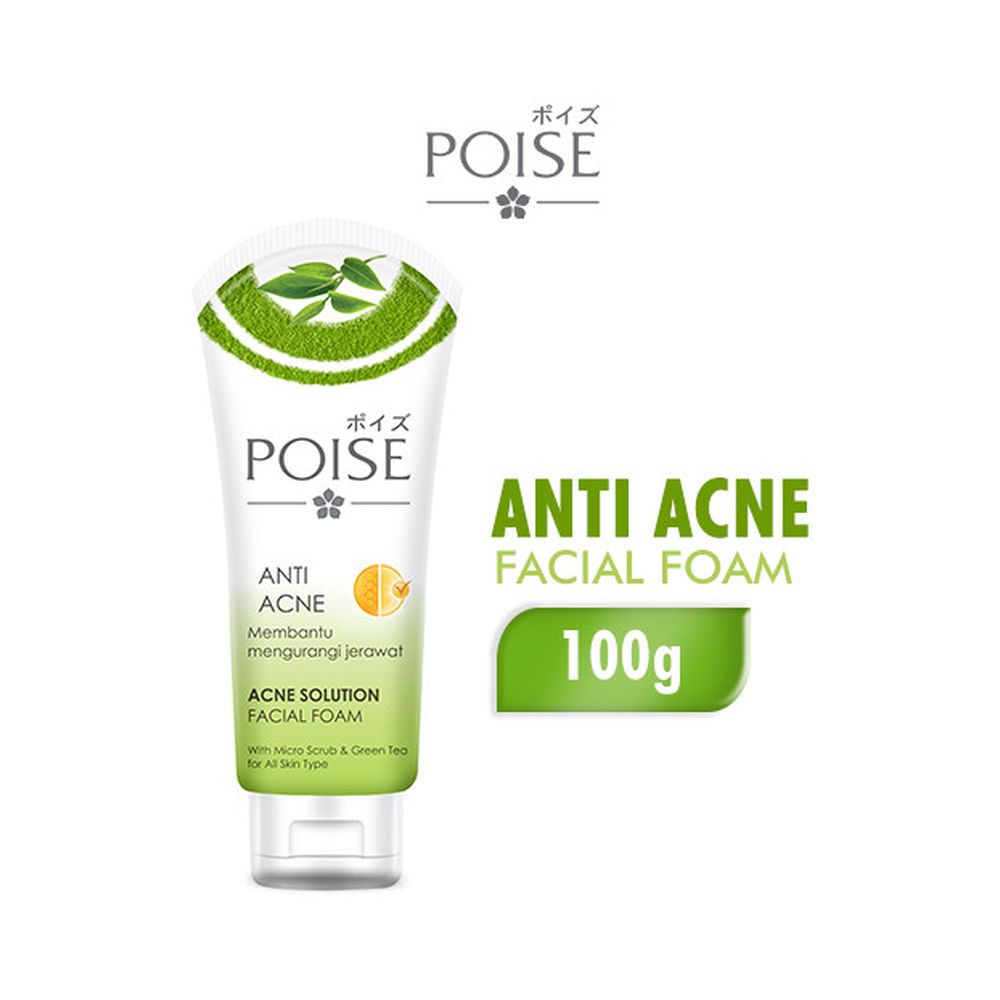 ポイズ
POISE
ポイズ
POISE
ANTI
ACNE
Membantu
mengurangi jerawat
ACNE SOLUTION
FACIAL FOAM
With Micro Scrub & Green Tea
for All Skin Type
ANTI ACNE
FACIAL FOAM
100g